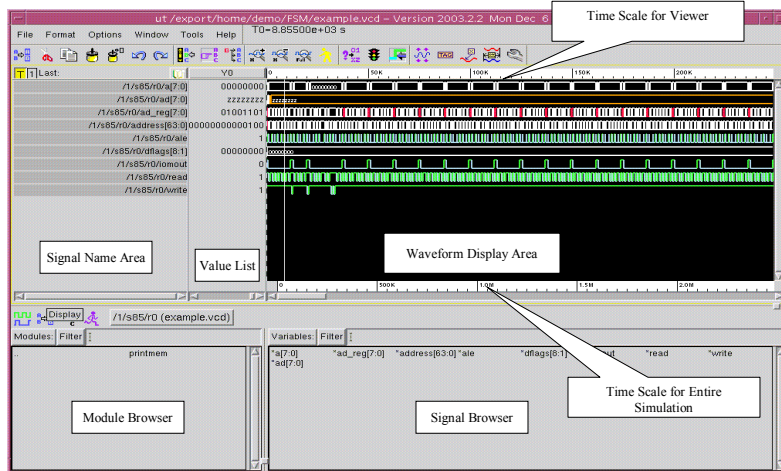 ut /export/home/demo/FSM/example.vcd – Version 2003.2.2 Mon Dec 6
Time Scale for Viewer
File Format Options Window Tools Help T0=8.85500e+03 s
T 1 Last: V0 0 50K 100K 150K 200K
/1/s85/r0/a[7:0] 00000000
/1/s85/r0/ad[7:0] zzzzzzzz zzzzzzzz
/1/s85/r0/ad_reg[7:0] 01001101
/1/s85/r0/address[63:0] 0000000000000100
/1/s85/r0/ale 1
/1/s85/r0/dflags[8:1] 00000000
/1/s85/r0/iomout 0
/1/s85/r0/read 1
/1/s85/r0/write 1
Signal Name Area
Value List
Waveform Display Area
0 500K 1.0M 1.5M 2.0M
Display /1/s85/r0 (example.vcd)
Modules: Filter Variables: Filter
.. printmem
"a[7:0] "ad_reg[7:0] "address[63:0] "ale "dflags[8:1] out "read "write
"ad[7:0]
Module Browser
Signal Browser
Time Scale for Entire
Simulation